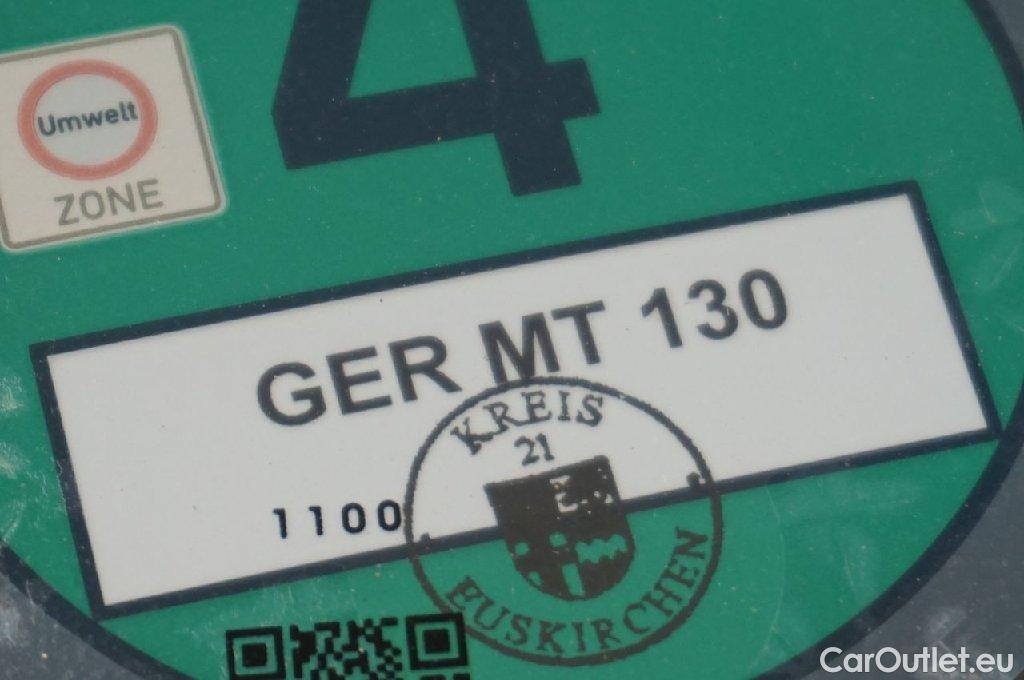 4
Umwelt
ZONE
GER MT 130
KREIS
21
1100
EUSKIRCHEN
CarOutlet.eu